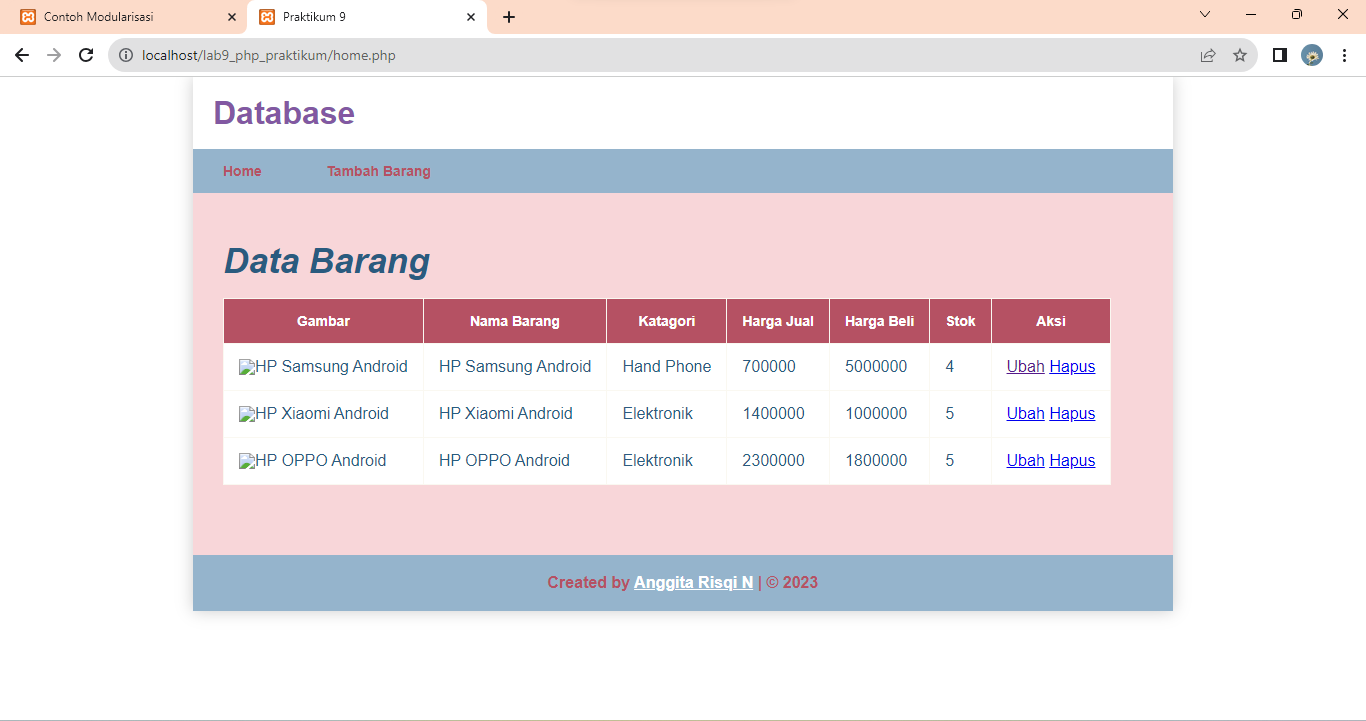 Contoh Modularisasi
Praktikum 9
localhost/lab9_php_praktikum/home.php
Database
Home Tambah Barang
Data Barang
Gambar Nama Barang Katagori Harga Jual Harga Beli Stok Aksi
HP Samsung Android HP Samsung Android Hand Phone 700000 5000000 4 Ubah Hapus
HP Xiaomi Android HP Xiaomi Android Elektronik 1400000 1000000 5 Ubah Hapus
HP OPPO Android HP OPPO Android Elektronik 2300000 1800000 5 Ubah Hapus
Created by Anggita Risqi N | © 2023